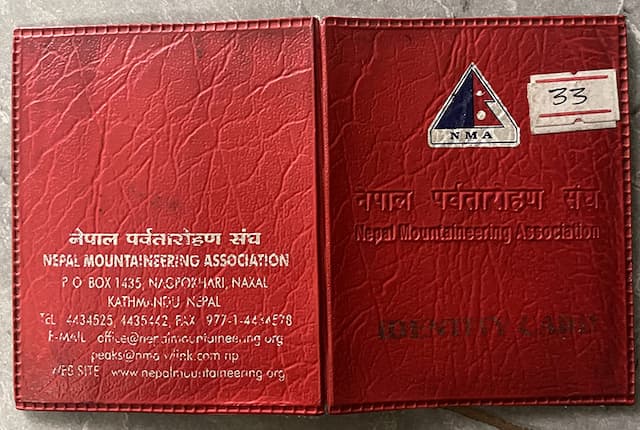 नेपाल पर्वतारोहण संघ
NEPAL MOUNTAINEERING ASSOCIATION
P.O. BOX 1435, NAGPOKHARI, NAXAL
KATHMANDU, NEPAL
TEL 4434525, 4435442, FAX 977-1-4434578
E-MAIL office@nepalmountaineering.org
peaks@nma.wlink.com.np
WEB SITE www.nepalmountaineering.org
NMA
33
नेपाल पर्वतारोहण संघ
Nepal Mountaineering Association
IDENTITY CARD